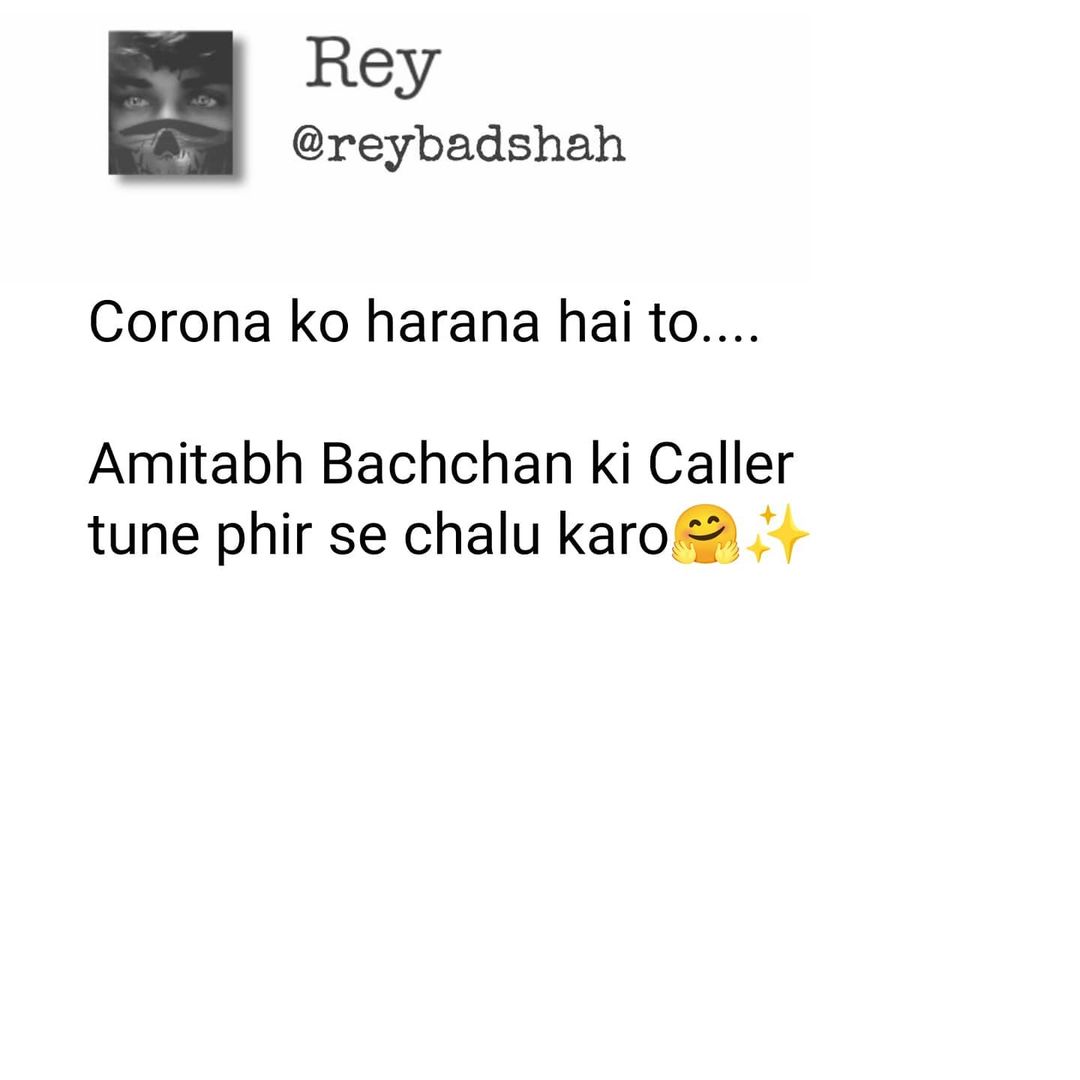 Rey
@reybadshah
Corona ko harana hai to....
Amitabh Bachchan ki Caller
tune phir se chalu karo🤗✨